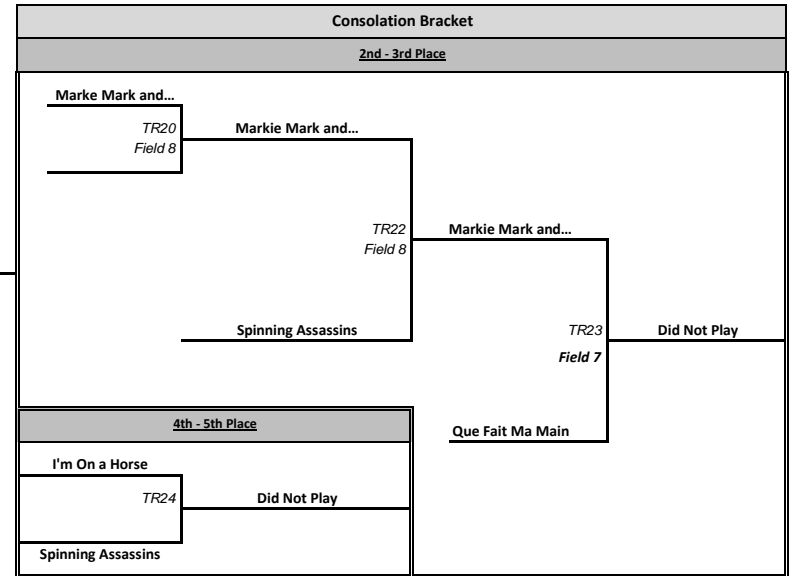 Consolation Bracket
2nd - 3rd Place
Marke Mark and...
TR20
Markie Mark and...
Field 8
TR22
Markie Mark and...
Field 8
Spinning Assassins
TR23
Did Not Play
Field 7
4th - 5th Place
Que Fait Ma Main
I'm On a Horse
TR24
Did Not Play
Spinning Assassins